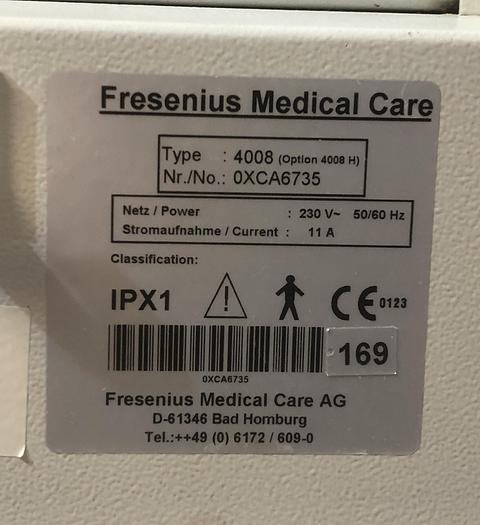 Fresenius Medical Care
Type : 4008 (Option 4008 H)
Nr./No.: 0XCA6735
Netz / Power : 230 V~ 50/60 Hz
Stromaufnahme / Current : 11 A
Classification:
IPX1 CE 0123
169
0XCA6735
Fresenius Medical Care AG
D-61346 Bad Homburg
Tel.:++49 (0) 6172 / 609-0